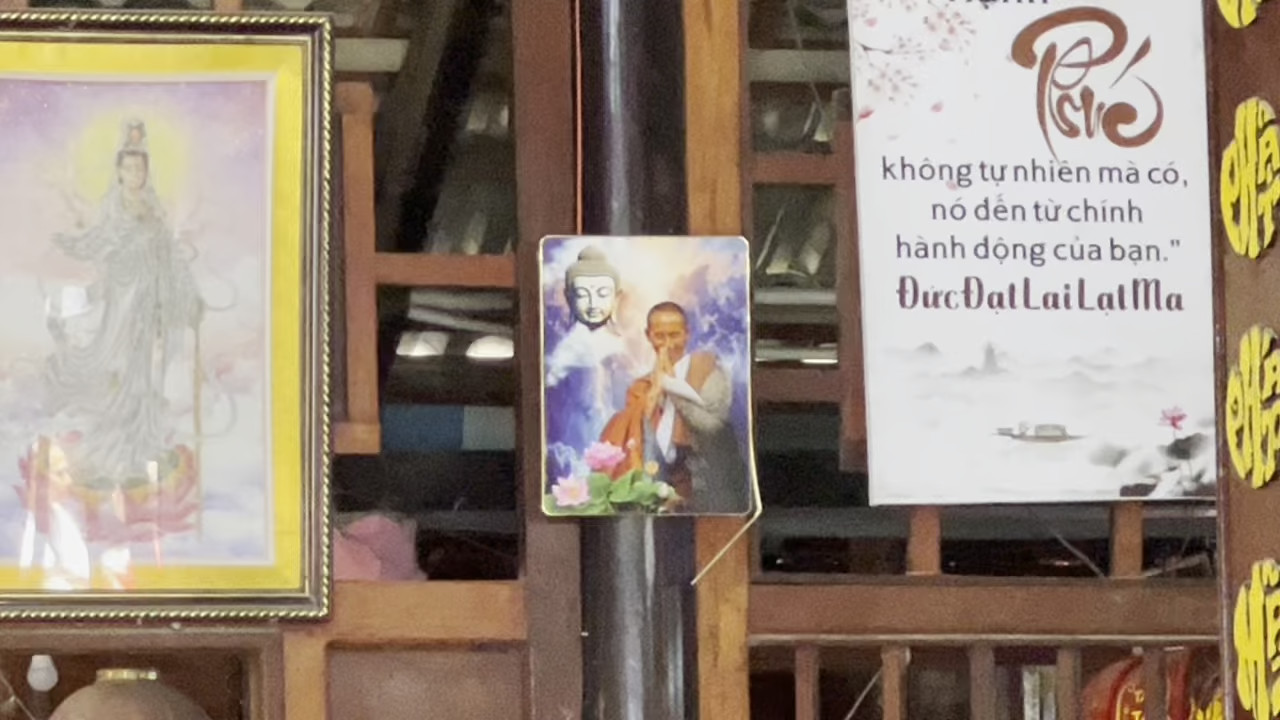 Phúc
không tự nhiên mà có,
nó đến từ chính
hành động của bạn."
Đức Đạt Lai Lạt Ma